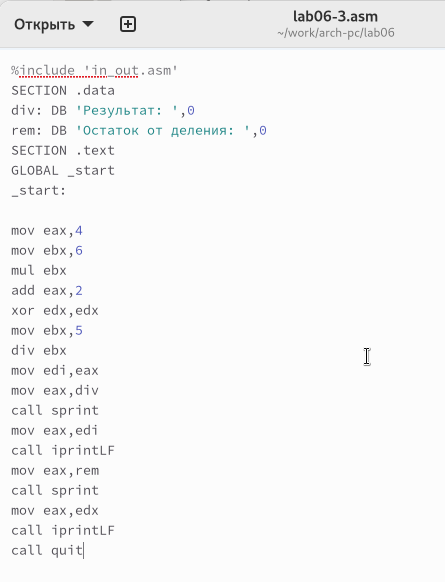 Открыть
lab06-3.asm
~/work/arch-pc/lab06
%include 'in_out.asm'
SECTION .data
div: DB 'Результат: ',0
rem: DB 'Остаток от деления: ',0
SECTION .text
GLOBAL _start
_start:
mov eax,4
mov ebx,6
mul ebx
add eax,2
xor edx,edx
mov ebx,5
div ebx
mov edi,eax
mov eax,div
call sprint
mov eax,edi
call iprintLF
mov eax,rem
call sprint
mov eax,edx
call iprintLF
call quit